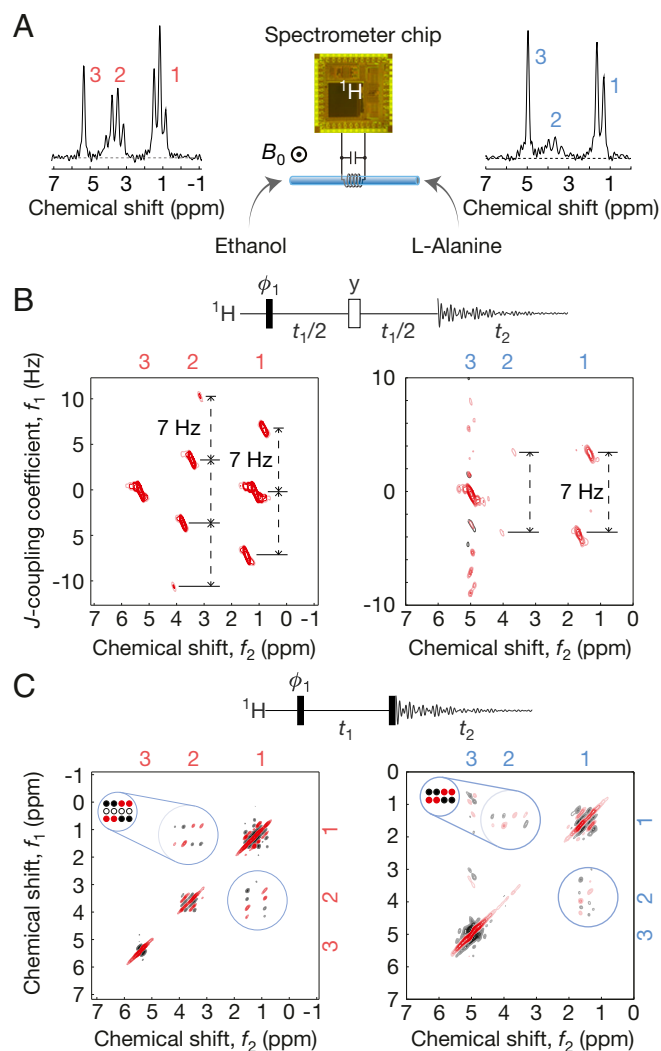 A
Spectrometer chip
3 2 1
¹H
3
2
1
B₀
7 5 3 1 -1
Chemical shift (ppm)
7 5 3 1
Chemical shift (ppm)
Ethanol
L-Alanine
B
ϕ₁
y
¹H
t₁/2
t₁/2
t₂
3 2 1
3 2 1
J-coupling coefficient, f₁ (Hz)
10
5
0
-5
-10
7 Hz
7 Hz
7 6 5 4 3 2 1 0 -1
Chemical shift, f₂ (ppm)
10
0
-10
7 Hz
7 6 5 4 3 2 1 0
Chemical shift, f₂ (ppm)
C
ϕ₁
¹H
t₁
t₂
3 2 1
3 2 1
Chemical shift, f₁ (ppm)
-1
0
1
2
3
4
5
6
7
1
2
3
7 6 5 4 3 2 1 0 -1
Chemical shift, f₂ (ppm)
0
1
2
3
4
5
6
7
1
2
3
7 6 5 4 3 2 1 0
Chemical shift, f₂ (ppm)